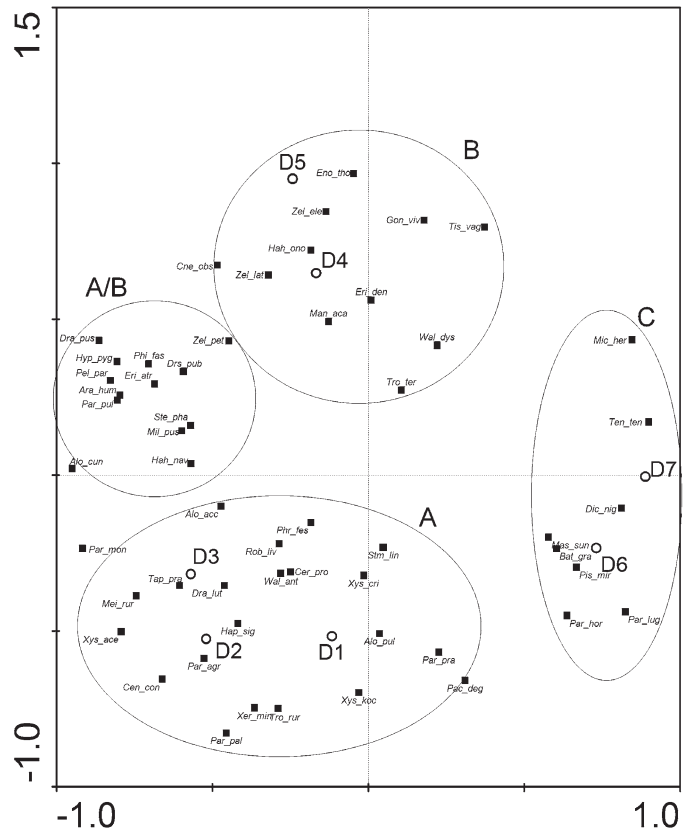 1.5
B
D5
Eno_tho
Zel_ele
Gon_viv
Tis_vag
Hah_ono
Cne_obs
D4
Zel_lat
A/B
Eri_den
Man_aca
C
Dra_pus
Zel_pet
Wal_dys
Mic_her
Hyp_pyg
Phi_fas
Drs_pub
Pel_par
Eri_atr
Ara_hum
Tro_ter
Par_pul
Ste_pha
Ten_ten
Mil_pus
Alo_cun
Hah_nav
D7
Alo_acc
A
Dic_nig
Phr_fes
Par_mon
Rob_liv
Stm_lin
Mas_sun
Bat_gra
D3
D6
Tap_pra
Wal_ant
Cer_pro
Xys_cri
Pis_mir
Dra_lut
Mei_rur
Par_hor
Par_lug
Xys_ace
Hap_sig
D2
D1
Alo_pul
Par_agr
Par_pra
Cen_con
Pac_deg
Xys_koc
Xer_min
Tro_rur
Par_pal
-1.0
-1.0
1.0